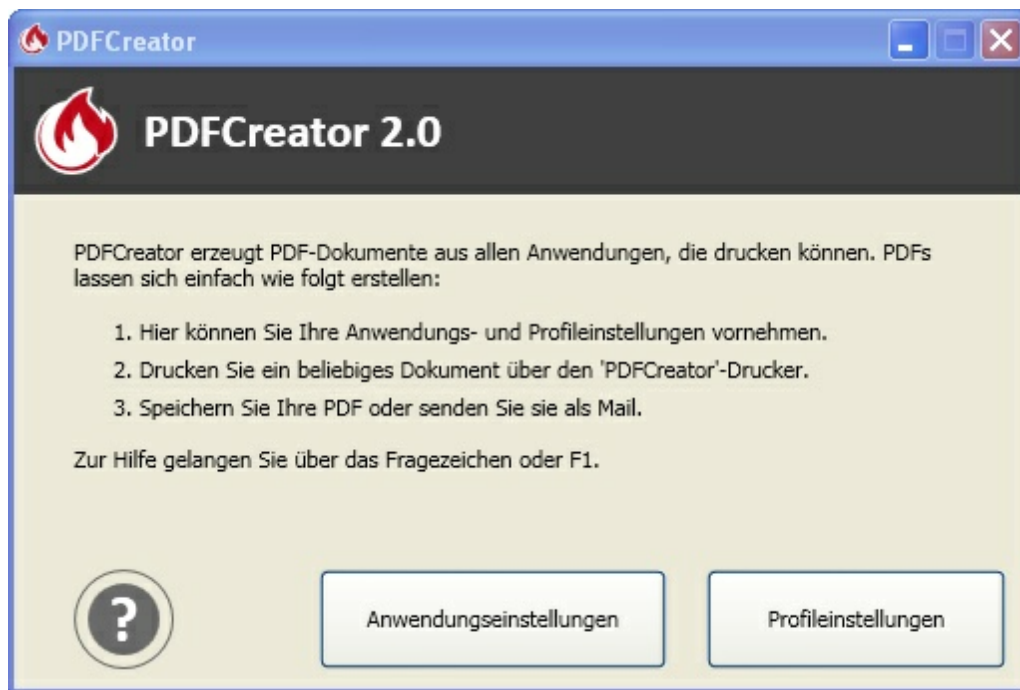 PDFCreator
PDFCreator 2.0
PDFCreator erzeugt PDF-Dokumente aus allen Anwendungen, die drucken können. PDFs
lassen sich einfach wie folgt erstellen:
1. Hier können Sie Ihre Anwendungs- und Profileinstellungen vornehmen.
2. Drucken Sie ein beliebiges Dokument über den 'PDFCreator'-Drucker.
3. Speichern Sie Ihre PDF oder senden Sie sie als Mail.
Zur Hilfe gelangen Sie über das Fragezeichen oder F1.
?
Anwendungseinstellungen
Profileinstellungen